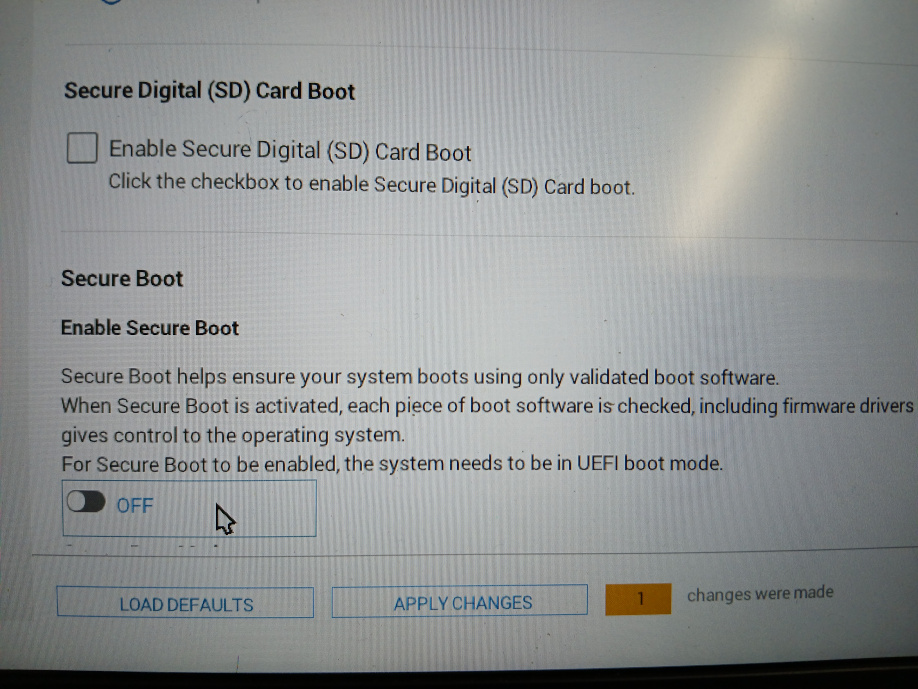 Secure Digital (SD) Card Boot
Enable Secure Digital (SD) Card Boot
Click the checkbox to enable Secure Digital (SD) Card boot.
Secure Boot
Enable Secure Boot
Secure Boot helps ensure your system boots using only validated boot software.
When Secure Boot is activated, each piece of boot software is checked, including firmware drivers
gives control to the operating system.
For Secure Boot to be enabled, the system needs to be in UEFI boot mode.
OFF
LOAD DEFAULTS
APPLY CHANGES
1
changes were made